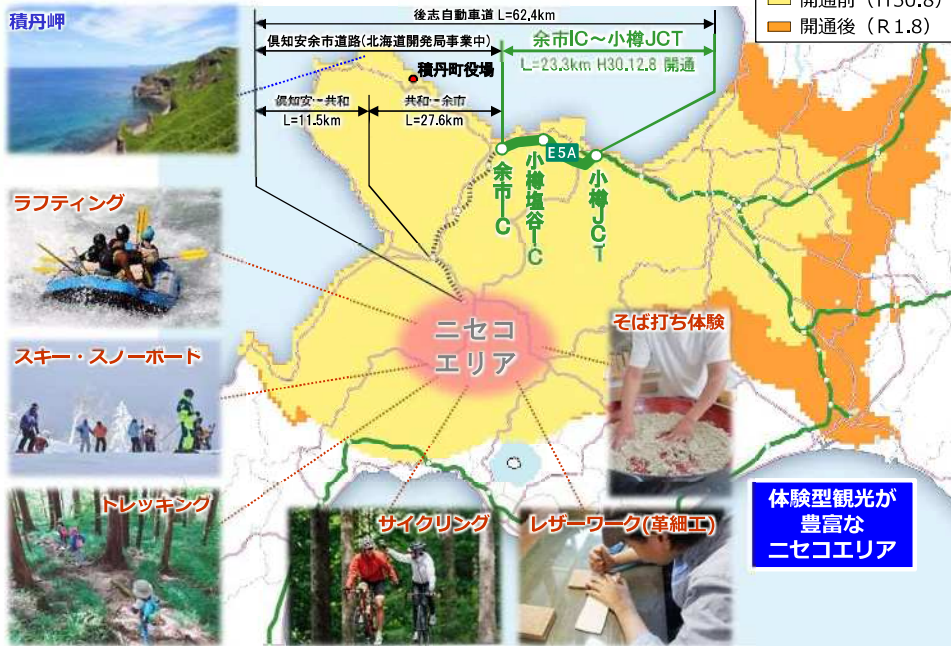 積丹岬
後志自動車道 L=62.4km
倶知安余市道路(北海道開発局事業中)
余市IC~小樽JCT
L=23.3km H30.12.8 開通
開通前（H30.8）
開通後（R1.8）
積丹町役場
倶知安~共和
L=11.5km
共和~余市
L=27.6km
E5A
余市IC
小樽塩谷IC
小樽JCT
ラフティング
ニセコ
エリア
そば打ち体験
スキー・スノーボード
トレッキング
サイクリング
レザーワーク(革細工)
体験型観光が
豊富な
ニセコエリア